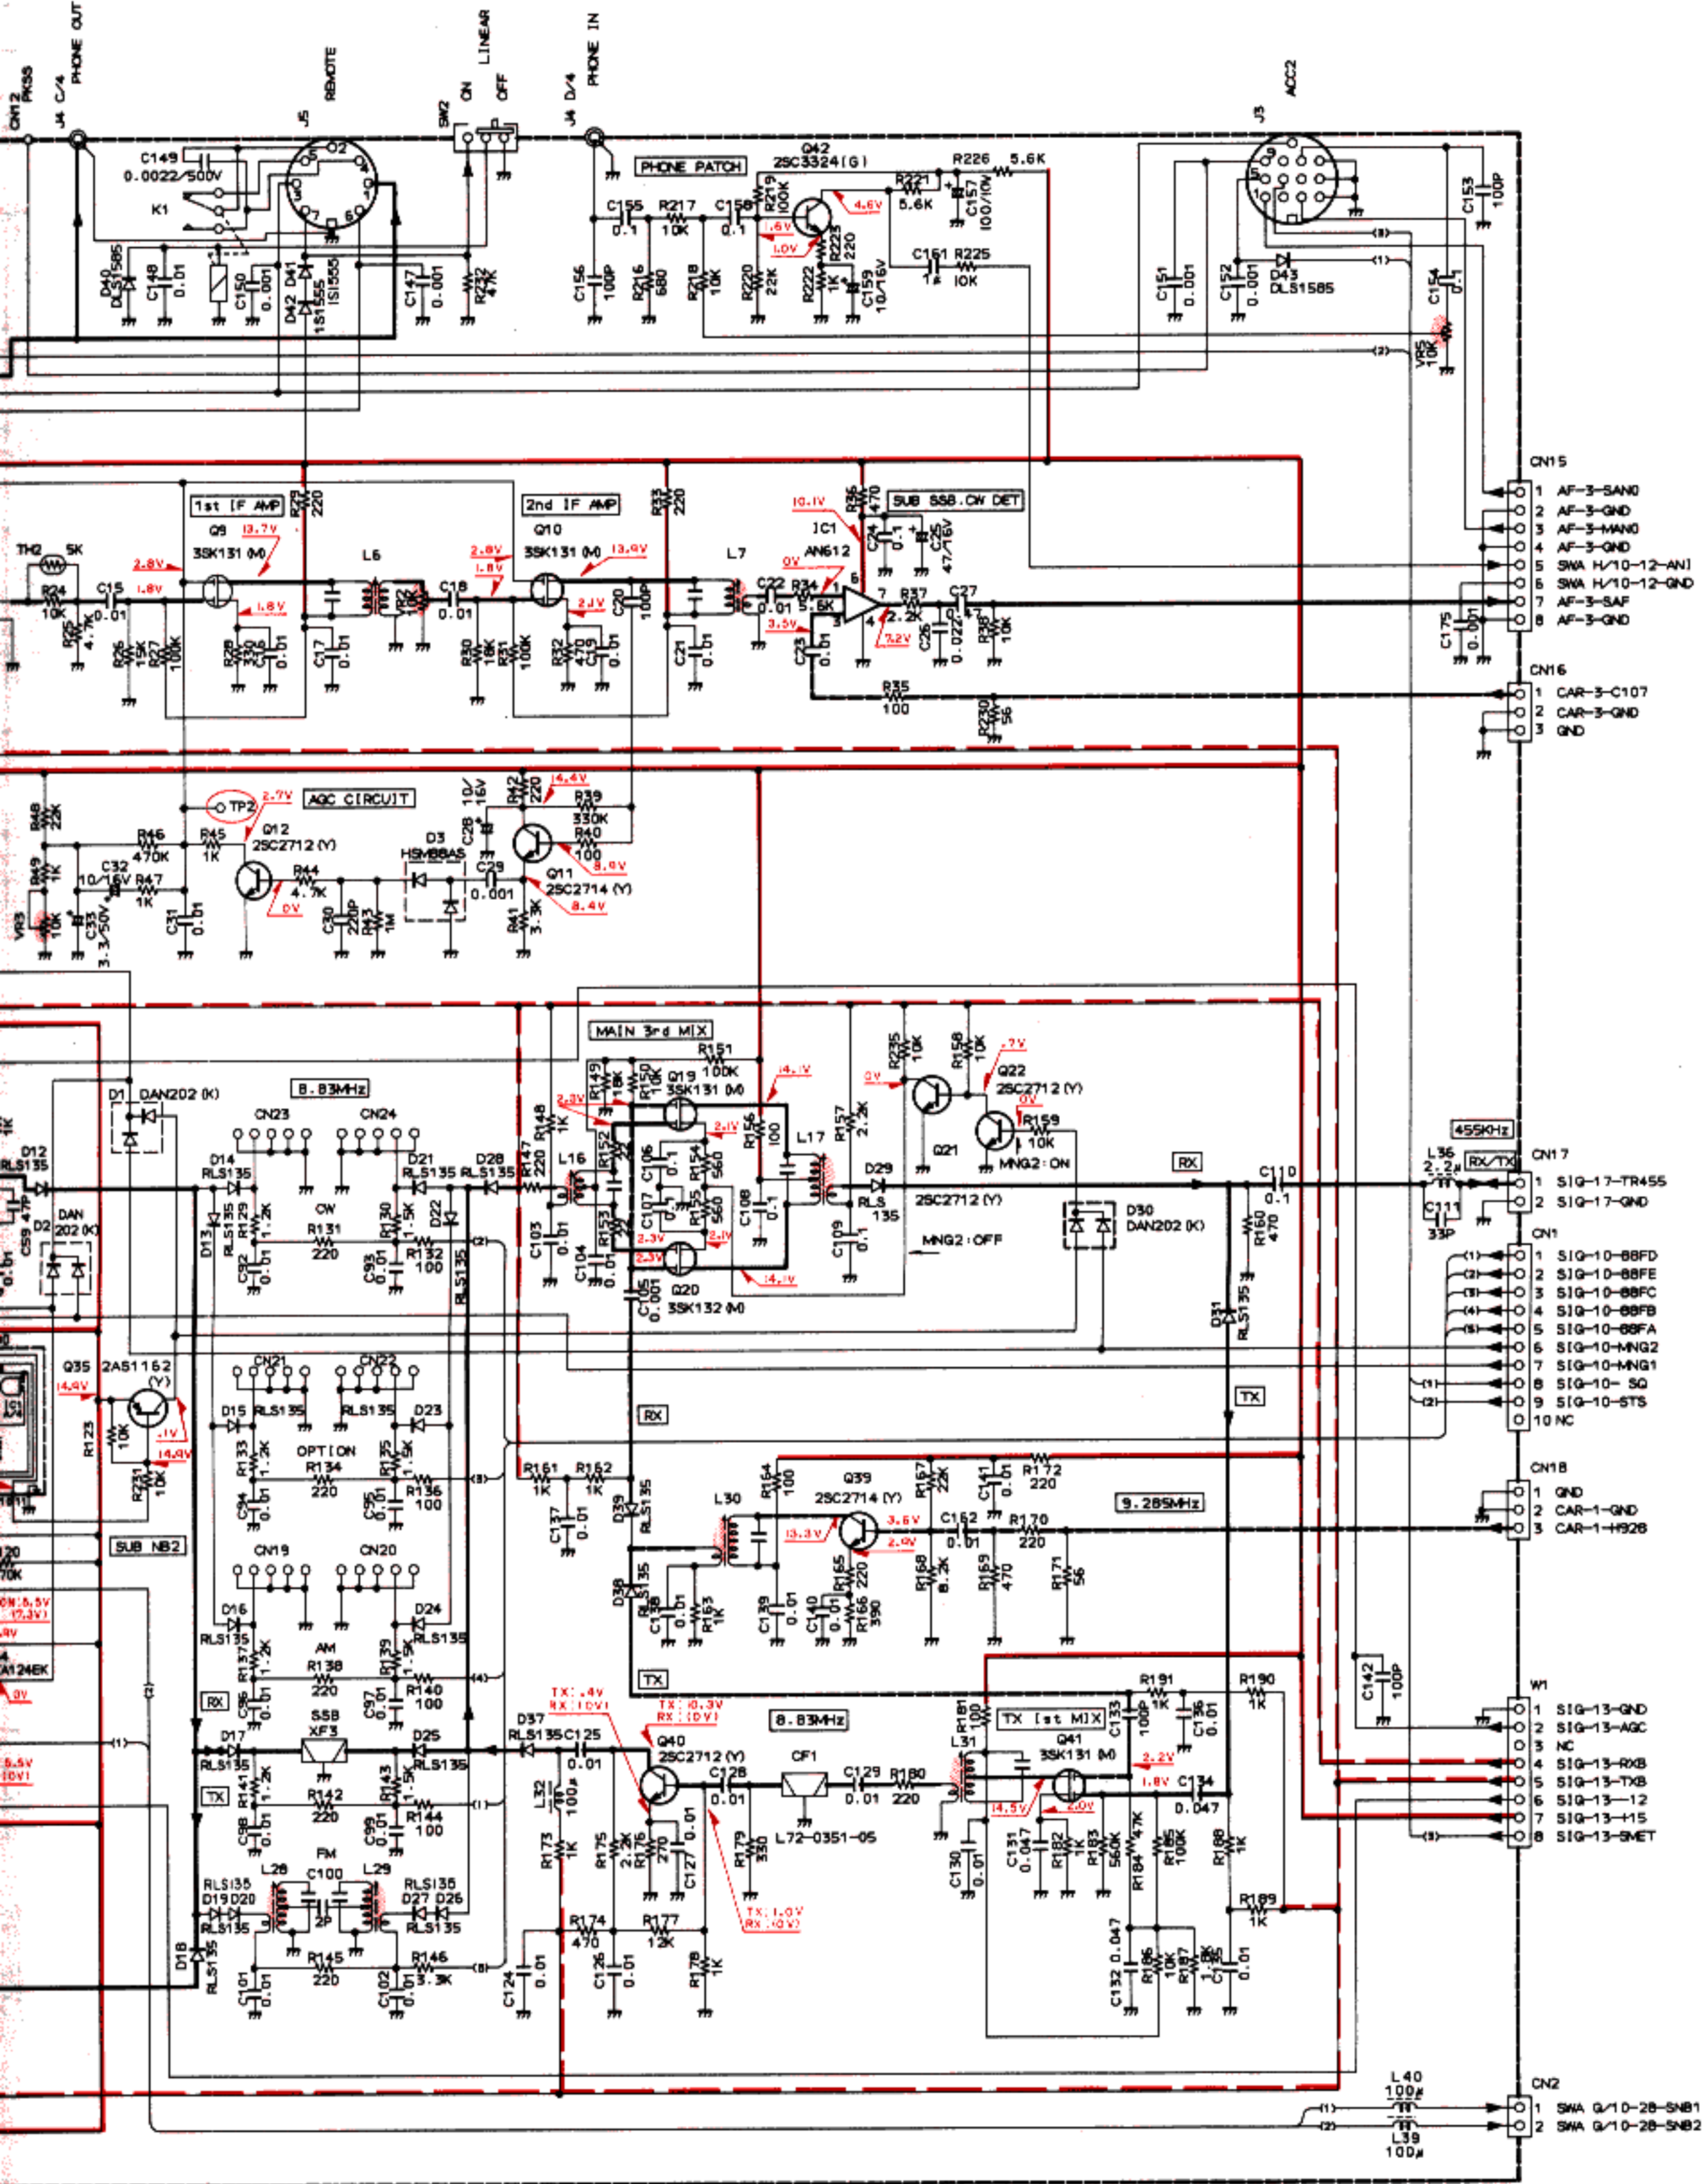 CN12
PKSS
J4 C/4
PHONE OUT
J5
REMOTE
SW2
ON
LINEAR
OFF
J4 D/4
PHONE IN
J3
ACC2
C149
0.0022/500V
K1
D40
DLS1585
C148
0.01
C150
0.001
D42 D41
1S1555
1S1555
C147
0.001
R232
4.7K
PHONE PATCH
Q42
2SC3324(G)
R226 5.6K
R219
100K
R221
5.6K
C157
100/10V
4.6V
C155
0.1
R217
10K
C158
0.1
1.6V
1.0V
R223
220
C156
100P
R216
680
R218
10K
R220
22K
R222
1K
C159
10/16V
C161
R225
10K
C151
0.001
C152
0.001
D43
DLS1585
C153
100P
C154
0.1
VR5
10K
(3)
(1)
(2)
CN15
1 AF-3-SANO
2 AF-3-GND
3 AF-3-MANO
4 AF-3-GND
5 SWA H/10-12-ANI
6 SWA H/10-12-GND
7 AF-3-SAF
8 AF-3-GND
CN16
1 CAR-3-C107
2 CAR-3-GND
3 GND
1st IF AMP
Q9
13.7V
3SK131(M)
R29
220
2nd IF AMP
Q10
3SK131(M)
13.9V
R33
220
10.1V
R36
470
SUB SSB.CW DET
IC1
AN612
C24
0.1
C25
47/16V
TH2
5K
2.8V
1.8V
R24
10K
C15
0.01
R25
4.7K
R26
15K
R27
100K
1.8V
R28
330
C16
0.01
C17
0.01
L6
VR2
10K
C18
0.01
2.8V
1.8V
R30
18K
R31
100K
2.1V
R32
470
C19
0.01
C20
100P
C21
0.01
L7
C22
0.01
R34
5.6K
0V
3.5V
C23
0.01
7.2V
R37
2.2K
C26
0.022
C27
R38
10K
R35
100
R230
56
C175
0.001
AGC CIRCUIT
TP2
2.7V
R48
22K
R49
1K
VR3
10K
C32
10/16V
C33
3.3/50V
R46
470K
R47
1K
R45
1K
C31
0.01
Q12
2SC2712(Y)
R44
4.7K
0V
C30
220P
R43
1M
D3
HSM88AS
C28
10/
16V
R42
220
14.4V
R39
330K
R40
100
8.9V
Q11
2SC2714(Y)
8.4V
C29
0.001
R41
3.3K
MAIN 3rd MIX
R151
100K
R149
18K
R150
10K
Q19
3SK131(M)
14.1V
2.3V
2.1V
R148
1K
R147
220
L16
R152
22
R153
22
C106
0.1
C107
0.1
R154
560
R155
560
R156
100
C108
0.1
L17
R157
2.2K
D29
RLS
135
C109
0.1
C103
0.01
C104
0.01
C105
0.001
2.3V
2.3V
2.1V
14.1V
Q20
3SK132(M)
R235
10K
R158
10K
.7V
Q22
2SC2712(Y)
0V
0V
R159
10K
MNG2:ON
Q21
2SC2712(Y)
MNG2:OFF
RX
D30
DAN202(K)
C110
0.1
R160
470
455KHz
L36
2.2μ
C111
33P
RX/TX
CN17
1 SIG-17-TR455
2 SIG-17-GND
CN1
1 SIG-10-88FD
2 SIG-10-88FE
3 SIG-10-88FC
4 SIG-10-88FB
5 SIG-10-88FA
6 SIG-10-MNG2
7 SIG-10-MNG1
8 SIG-10- SQ
9 SIG-10-STS
10 NC
D1
DAN202(K)
8.83MHz
CN23
CN24
D12
RLS135
C59 47P
D2
DAN
202(K)
D14
RLS135
D13
RLS135
R129
1.2K
C92
0.01
CW
R131
220
R130
1.5K
C93
0.01
R132
100
D21
RLS135
D22
RLS135
D28
RLS135
D31
RLS135
TX
Q35
2AS1162
(Y)
14.9V
.1V
14.9V
R123
10K
R231
10K
CN21
CN22
RLS135
RLS135
D15
D23
R133
1.2K
OPTION
R134
220
R135
1.5K
R136
100
C94
0.01
C95
0.01
SUB NB2
CN19
CN20
D16
RLS135
D24
RLS135
R137
1.2K
AM
R138
220
R139
1.5K
R140
100
C96
0.01
C97
0.01
RX
R161
1K
R162
1K
C137
0.01
D39
RLS135
D38
RLS135
L30
R164
100
Q39
2SC2714(Y)
13.3V
3.6V
2.9V
R167
22K
C141
0.01
R172
220
9.285MHz
C162
0.01
R170
220
R165
220
R166
390
R168
8.2K
R169
470
R171
56
C138
0.01
R163
1K
C139
0.01
C140
0.01
CN18
1 GND
2 CAR-1-GND
3 CAR-1-H928
TX
RX
TX
D17
RLS135
SSB
XF3
D25
RLS135
R141
1.2K
R142
220
R143
1.5K
R144
100
C98
0.01
C99
0.01
FM
L28
C100
2P
L29
RLS135
D19 D20
RLS135
RLS135
D27 D26
RLS135
D18
RLS135
R145
220
R146
3.3K
C101
0.01
C102
0.01
TX:.4V
RX:(0V)
TX:10.3V
RX:(0V)
D37
RLS135
C125
0.01
Q40
2SC2712(Y)
L32
100μ
R173
1K
R175
2.2K
R176
270
C127
0.01
C128
0.01
R179
330
8.83MHz
CF1
L72-0351-05
C129
0.01
R180
220
TX:1.0V
RX:(0V)
R174
470
R177
12K
R178
1K
C124
0.01
C126
0.01
R181
100
L31
TX 1st MIX
Q41
3SK131(M)
14.5V
2.0V
2.2V
1.8V
C133
100P
R191
1K
C136
0.01
R190
1K
C134
0.047
C130
0.01
C131
0.047
R182
1K
R183
560K
R184 47K
R185
100K
R188
1K
R189
1K
C132 0.047
R186
10K
R187
1.8K
C135
0.01
C142
100P
W1
1 SIG-13-GND
2 SIG-13-AGC
3 NC
4 SIG-13-RXB
5 SIG-13-TXB
6 SIG-13--12
7 SIG-13-+15
8 SIG-13-SMET
L40
100μ
L39
100μ
CN2
1 SWA G/10-28-SNB1
2 SWA G/10-28-SNB2